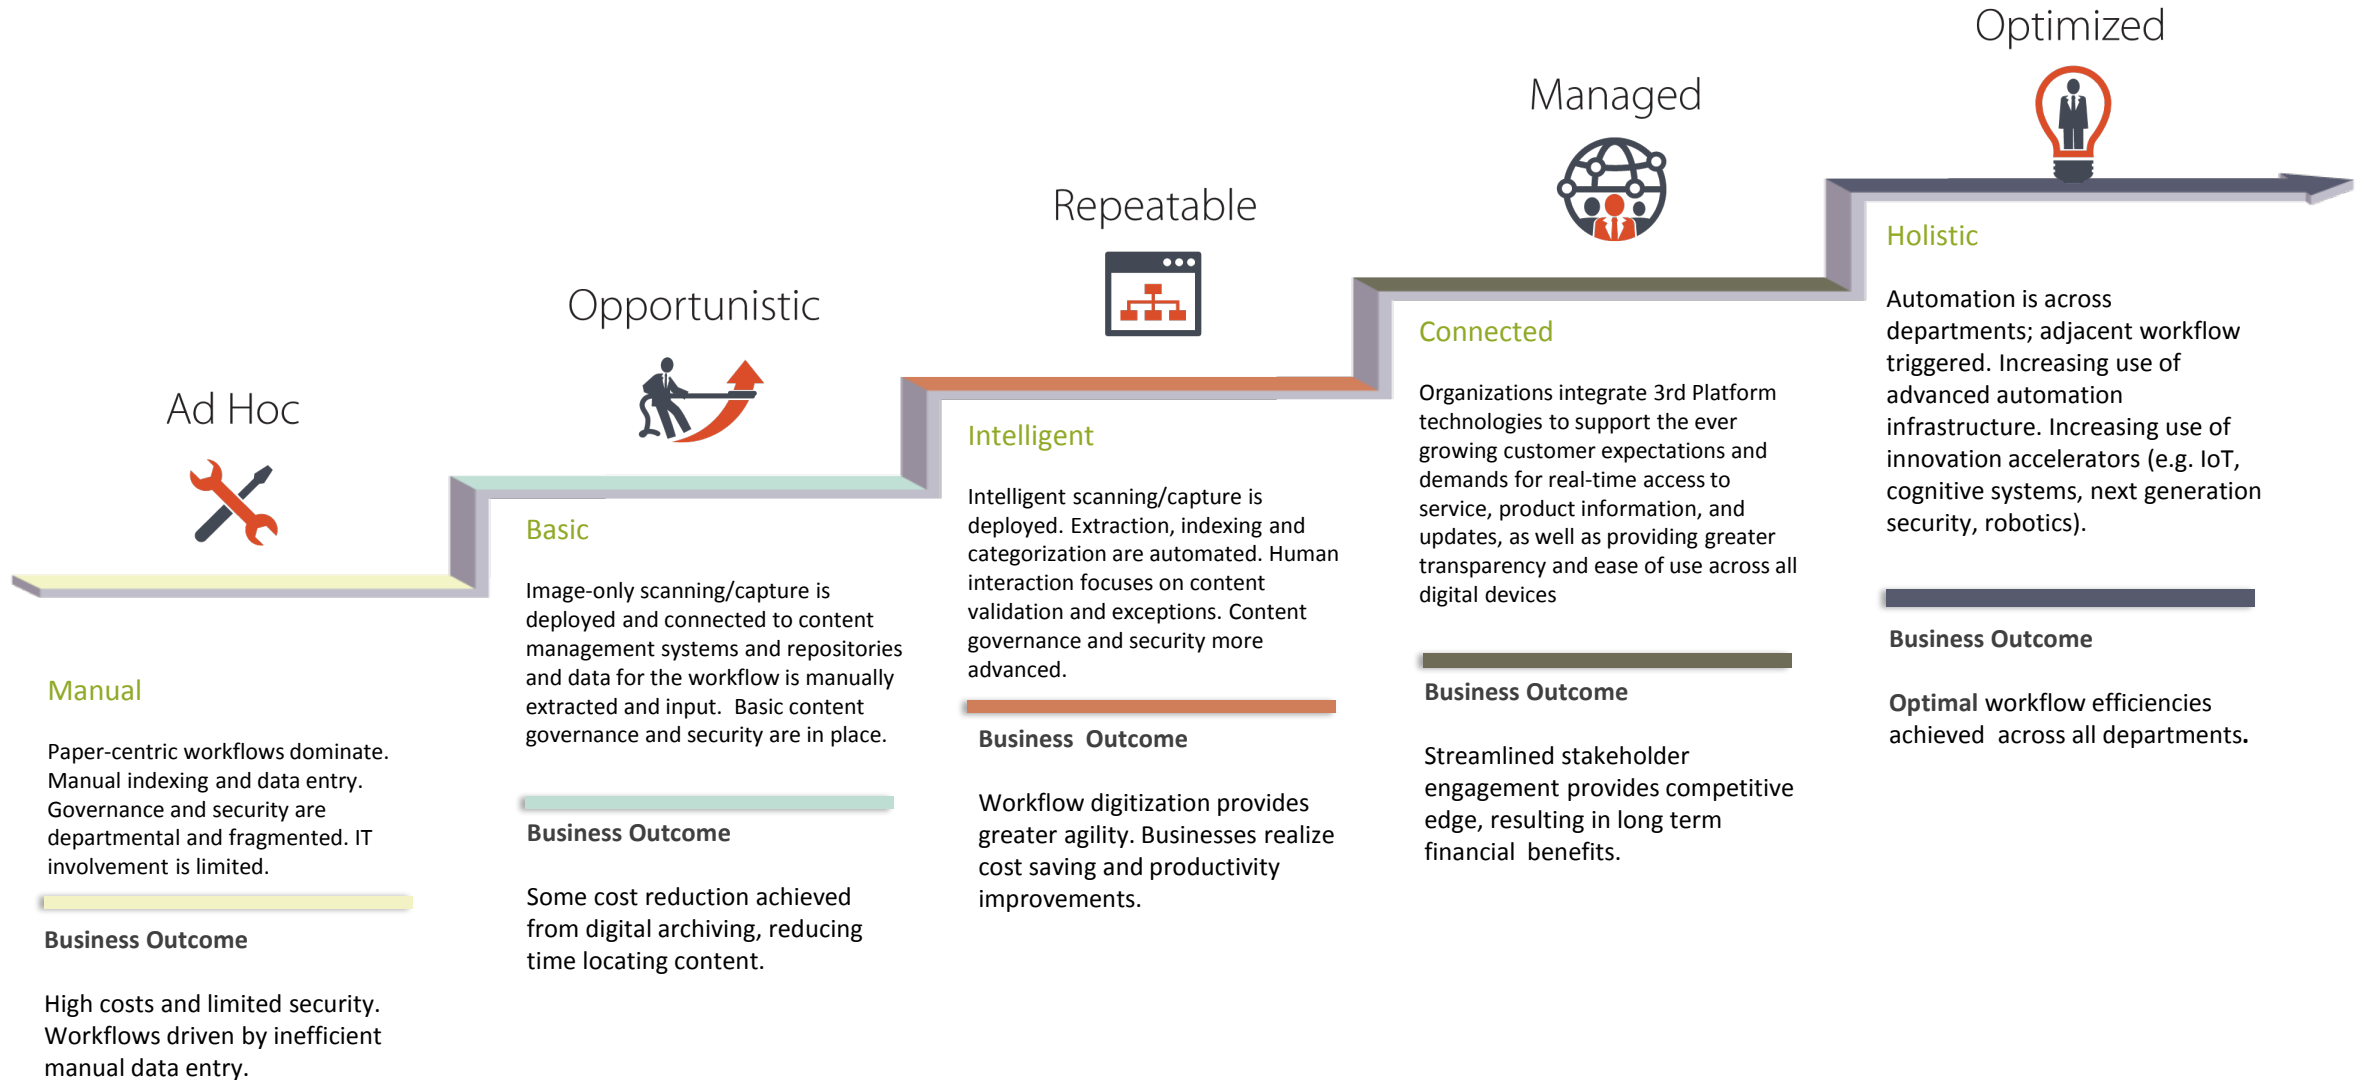 Ad Hoc
Manual
Paper-centric workflows dominate.
Manual indexing and data entry.
Governance and security are
departmental and fragmented. IT
involvement is limited.
Business Outcome
High costs and limited security.
Workflows driven by inefficient
manual data entry.
Opportunistic
Basic
Image-only scanning/capture is
deployed and connected to content
management systems and repositories
and data for the workflow is manually
extracted and input.  Basic content
governance and security are in place.
Business Outcome
Some cost reduction achieved
from digital archiving, reducing
time locating content.
Repeatable
Intelligent
Intelligent scanning/capture is
deployed. Extraction, indexing and
categorization are automated. Human
interaction focuses on content
validation and exceptions. Content
governance and security more
advanced.
Business  Outcome
Workflow digitization provides
greater agility. Businesses realize
cost saving and productivity
improvements.
Managed
Connected
Organizations integrate 3rd Platform
technologies to support the ever
growing customer expectations and
demands for real-time access to
service, product information, and
updates, as well as providing greater
transparency and ease of use across all
digital devices
Business Outcome
Streamlined stakeholder
engagement provides competitive
edge, resulting in long term
financial  benefits.
Optimized
Holistic
Automation is across
departments; adjacent workflow
triggered. Increasing use of
advanced automation
infrastructure. Increasing use of
innovation accelerators (e.g. IoT,
cognitive systems, next generation
security, robotics).
Business Outcome
Optimal workflow efficiencies
achieved  across all departments.